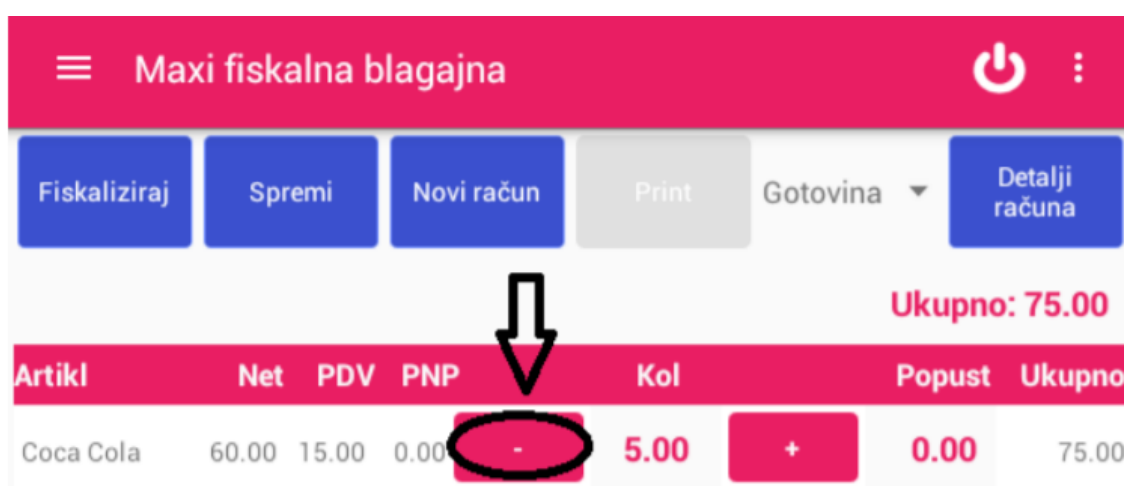 Maxi fiskalna blagajna
Fiskaliziraj Spremi Novi račun Print Gotovina Detalji računa
Ukupno: 75.00
Artikl Net PDV PNP Kol Popust Ukupno
Coca Cola 60.00 15.00 0.00 - 5.00 + 0.00 75.00